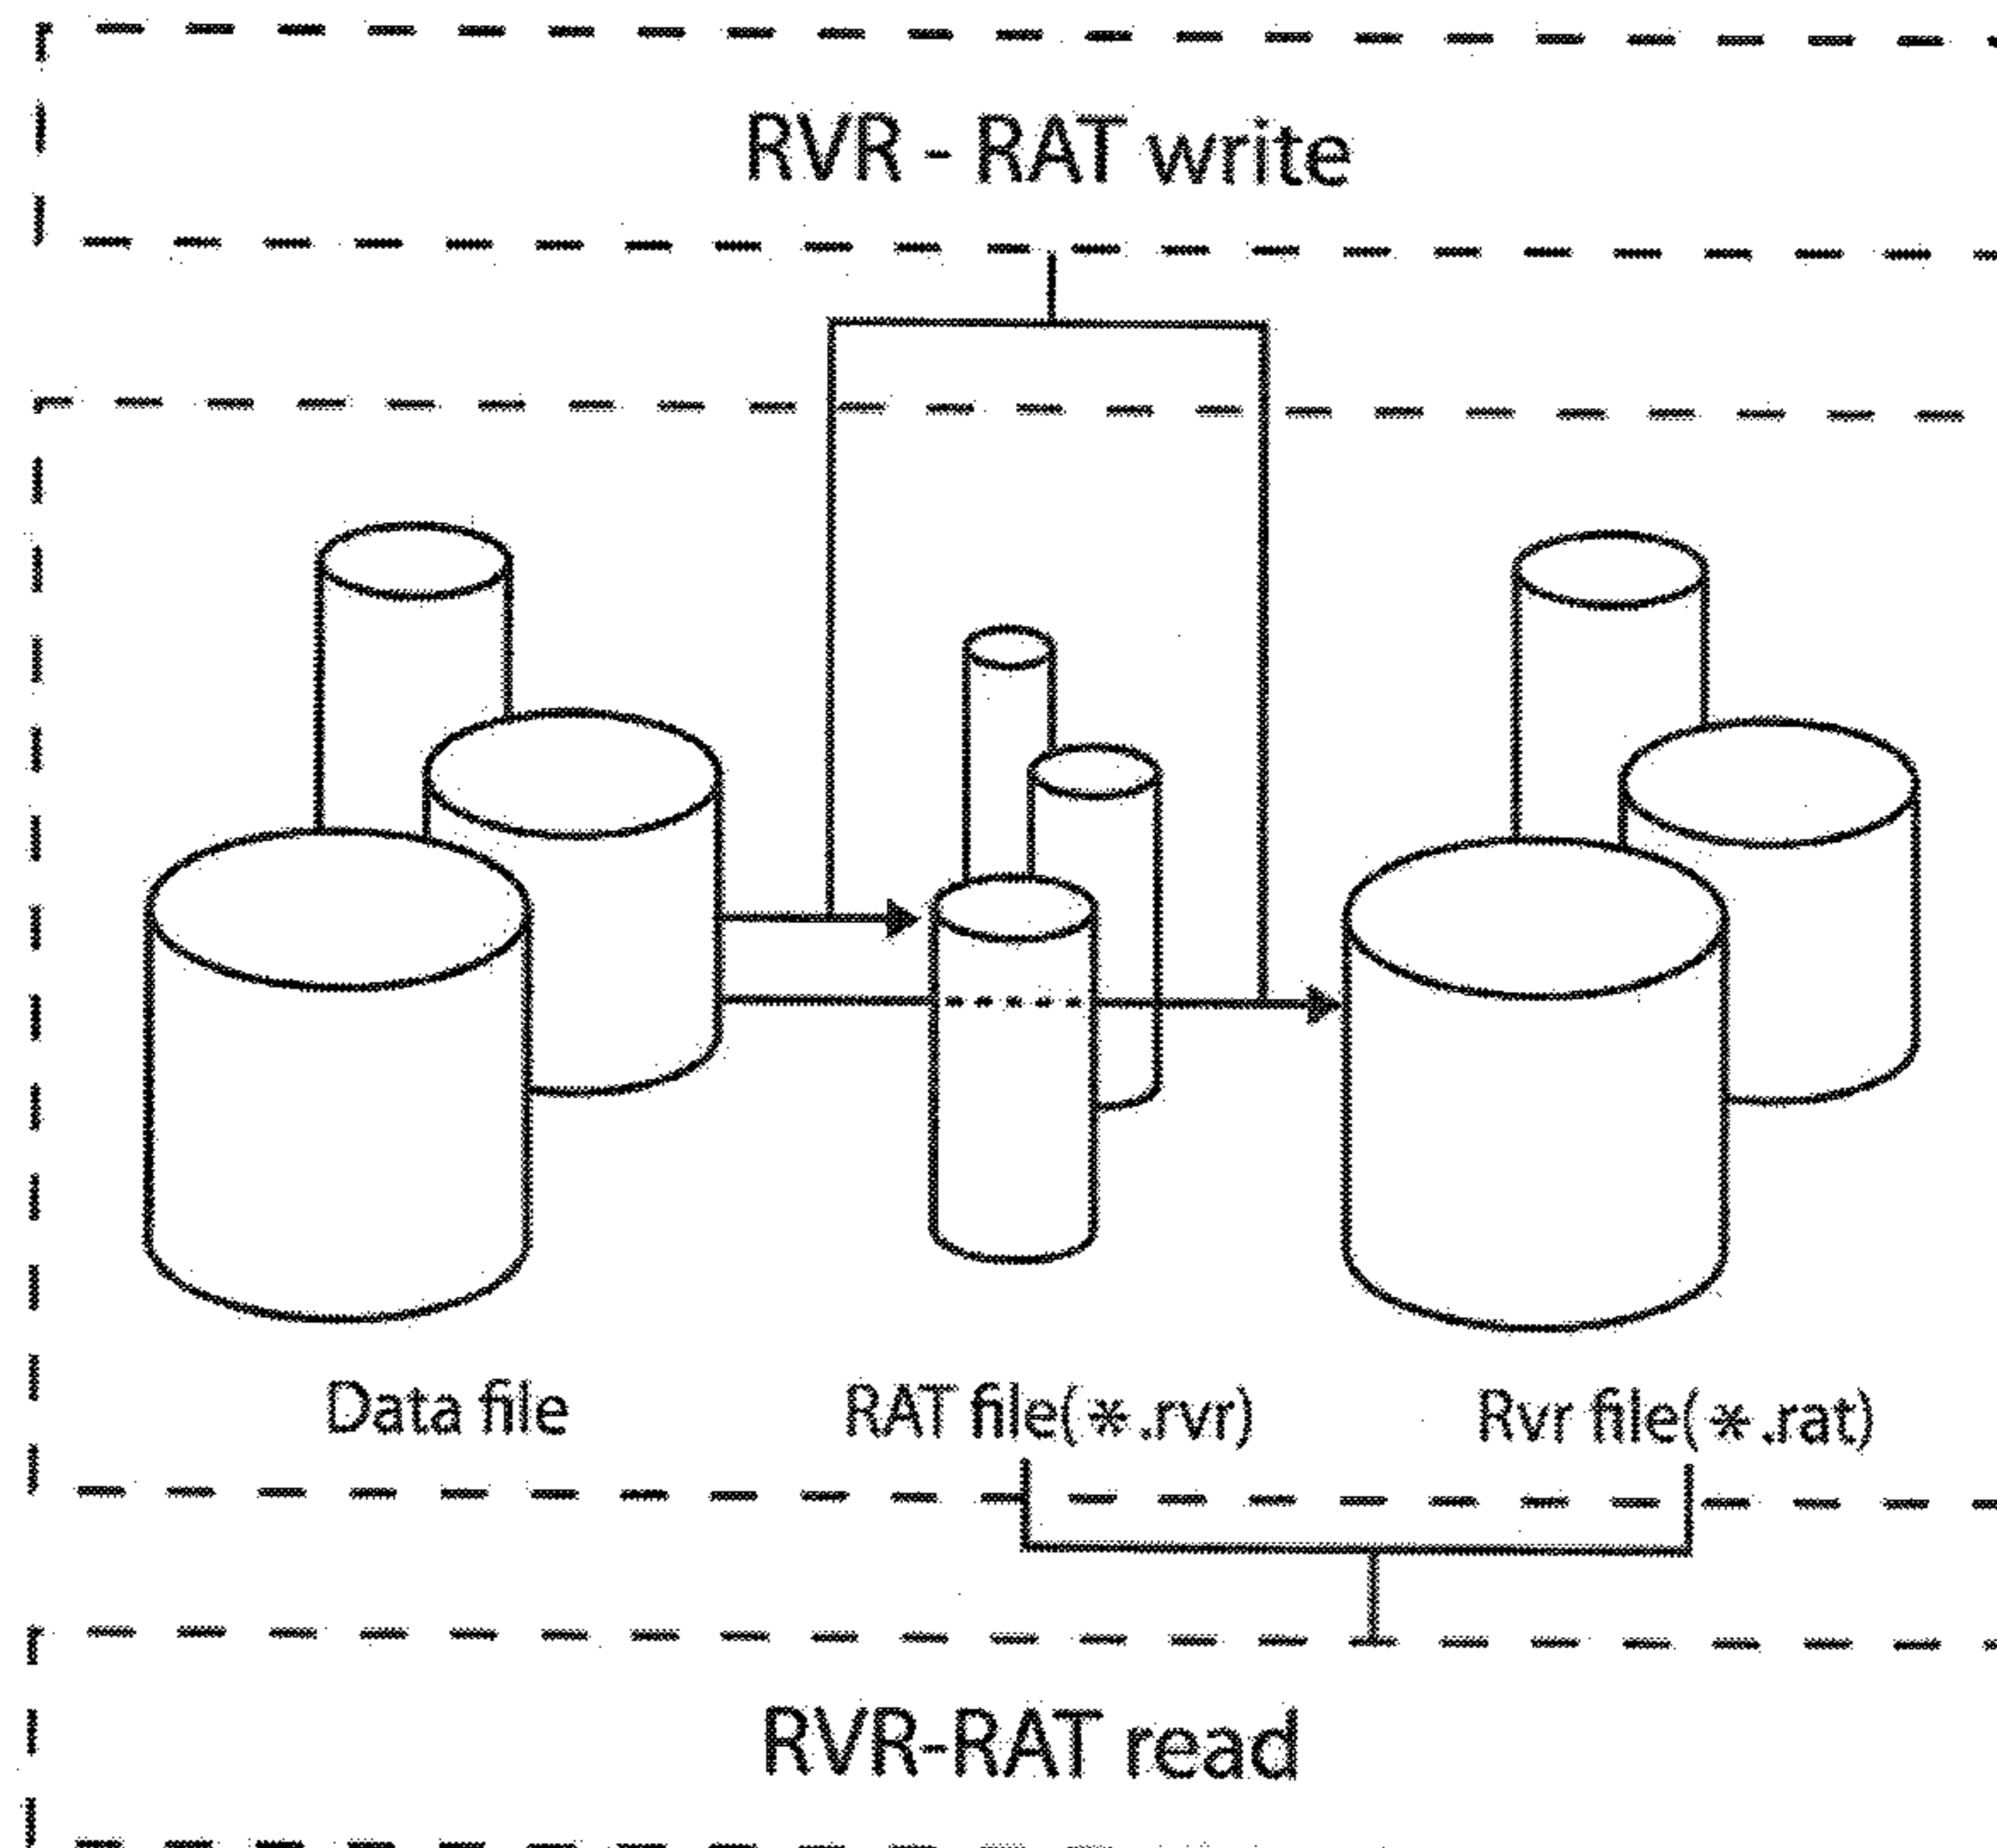 RVR - RAT write
Data file
RAT file(*.rvr)
Rvr file(*.rat)
RVR-RAT read